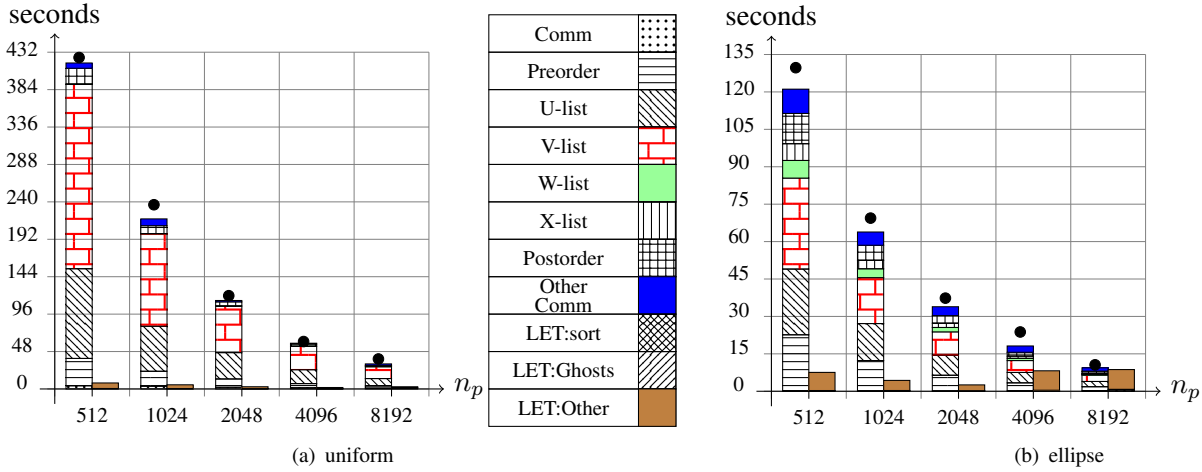 seconds
432
384
336
288
240
192
144
96
48
0
512 1024 2048 4096 8192
n_p
(a) uniform
Comm
Preorder
U-list
V-list
W-list
X-list
Postorder
Other
Comm
LET:sort
LET:Ghosts
LET:Other
seconds
135
120
105
90
75
60
45
30
15
0
512 1024 2048 4096 8192
n_p
(b) ellipse